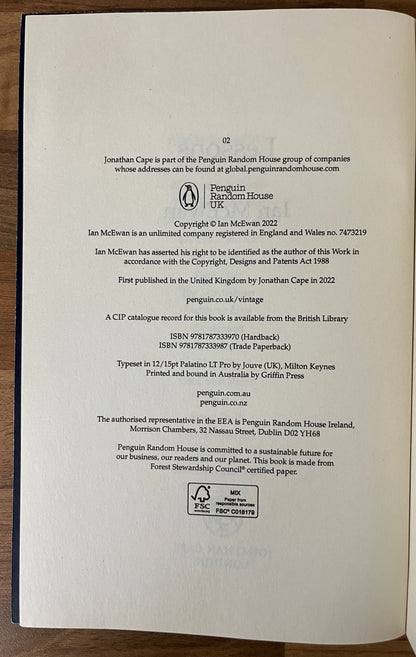 02
Jonathan Cape is part of the Penguin Random House group of companies
whose addresses can be found at global.penguinrandomhouse.com
Penguin
Random House
UK
Copyright © Ian McEwan 2022
Ian McEwan is an unlimited company registered in England and Wales no. 7473219
Ian McEwan has asserted his right to be identified as the author of this Work in
accordance with the Copyright, Designs and Patents Act 1988
First published in the United Kingdom by Jonathan Cape in 2022
penguin.co.uk/vintage
A CIP catalogue record for this book is available from the British Library
ISBN 9781787333970 (Hardback)
ISBN 9781787333987 (Trade Paperback)
Typeset in 12/15pt Palatino LT Pro by Jouve (UK), Milton Keynes
Printed and bound in Australia by Griffin Press
penguin.com.au
penguin.co.nz
The authorised representative in the EEA is Penguin Random House Ireland,
Morrison Chambers, 32 Nassau Street, Dublin D02 YH68
Penguin Random House is committed to a sustainable future for
our business, our readers and our planet. This book is made from
Forest Stewardship Council® certified paper.
MIX
Paper from
responsible sources
FSC
www.fsc.org
FSC® C018179